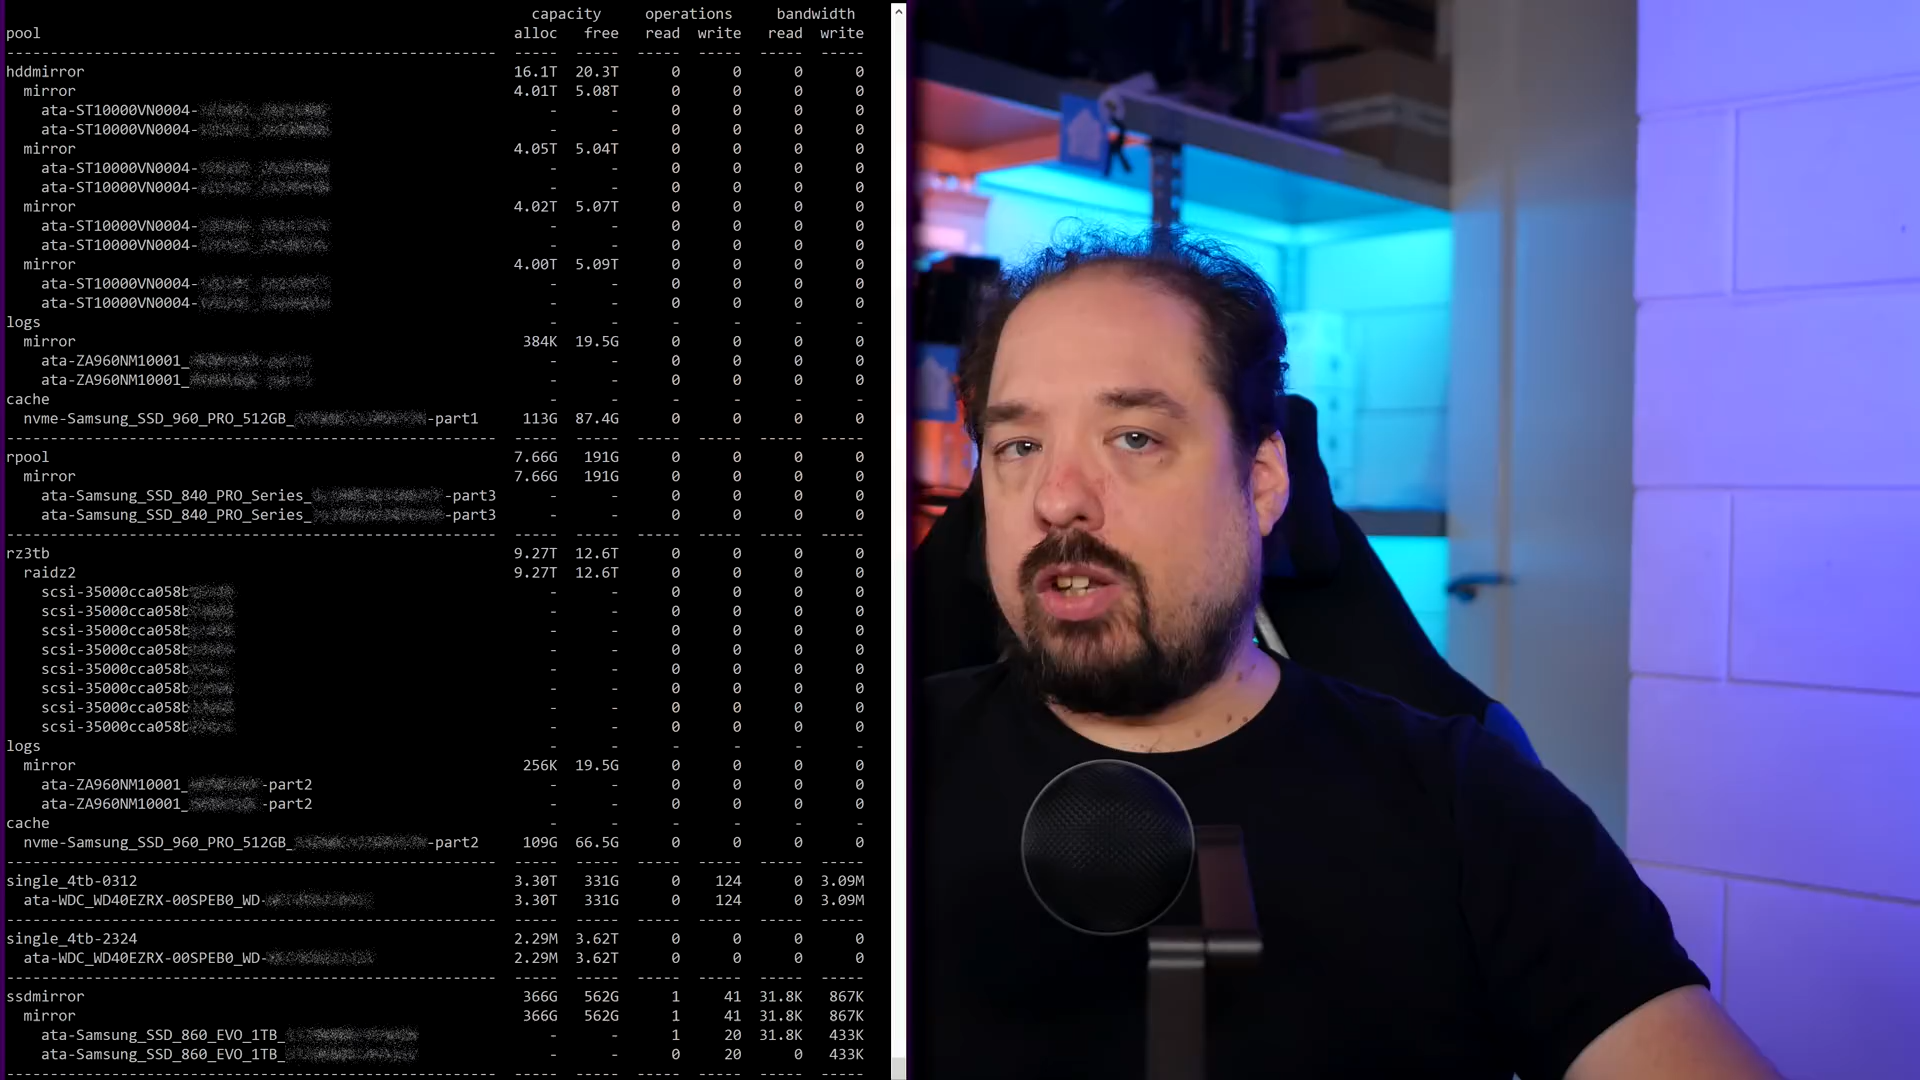 capacity operations bandwidth
pool alloc free read write read write
----- ----- ----- ----- ----- -----
hddmirror 16.1T 20.3T 0 0 0 0
mirror 4.01T 5.08T 0 0 0 0
ata-ST10000VN0004- - - 0 0 0 0
ata-ST10000VN0004- - - 0 0 0 0
mirror 4.05T 5.04T 0 0 0 0
ata-ST10000VN0004- - - 0 0 0 0
ata-ST10000VN0004- - - 0 0 0 0
mirror 4.02T 5.07T 0 0 0 0
ata-ST10000VN0004- - - 0 0 0 0
ata-ST10000VN0004- - - 0 0 0 0
mirror 4.00T 5.09T 0 0 0 0
ata-ST10000VN0004- - - 0 0 0 0
ata-ST10000VN0004- - - 0 0 0 0
logs - - - - - -
mirror 384K 19.5G 0 0 0 0
ata-ZA960NM10001_ - - 0 0 0 0
ata-ZA960NM10001_ - - 0 0 0 0
cache - - - - - -
nvme-Samsung_SSD_960_PRO_512GB_ -part1 113G 87.4G 0 0 0 0
----- ----- ----- ----- ----- -----
rpool 7.66G 191G 0 0 0 0
mirror 7.66G 191G 0 0 0 0
ata-Samsung_SSD_840_PRO_Series_ -part3 - - 0 0 0 0
ata-Samsung_SSD_840_PRO_Series_ -part3 - - 0 0 0 0
----- ----- ----- ----- ----- -----
rz3tb 9.27T 12.6T 0 0 0 0
raidz2 9.27T 12.6T 0 0 0 0
scsi-35000cca058b - - 0 0 0 0
scsi-35000cca058b - - 0 0 0 0
scsi-35000cca058b - - 0 0 0 0
scsi-35000cca058b - - 0 0 0 0
scsi-35000cca058b - - 0 0 0 0
scsi-35000cca058b - - 0 0 0 0
scsi-35000cca058b - - 0 0 0 0
scsi-35000cca058b - - 0 0 0 0
logs - - - - - -
mirror 256K 19.5G 0 0 0 0
ata-ZA960NM10001_ -part2 - - 0 0 0 0
ata-ZA960NM10001_ -part2 - - 0 0 0 0
cache - - - - - -
nvme-Samsung_SSD_960_PRO_512GB_ -part2 109G 66.5G 0 0 0 0
----- ----- ----- ----- ----- -----
single_4tb-0312 3.30T 331G 0 124 0 3.09M
ata-WDC_WD40EZRX-00SPEB0_WD- 3.30T 331G 0 124 0 3.09M
----- ----- ----- ----- ----- -----
single_4tb-2324 2.29M 3.62T 0 0 0 0
ata-WDC_WD40EZRX-00SPEB0_WD- 2.29M 3.62T 0 0 0 0
----- ----- ----- ----- ----- -----
ssdmirror 366G 562G 1 41 31.8K 867K
mirror 366G 562G 1 41 31.8K 867K
ata-Samsung_SSD_860_EVO_1TB_ - - 1 20 31.8K 433K
ata-Samsung_SSD_860_EVO_1TB_ - - 0 20 0 433K
----- ----- ----- ----- ----- -----